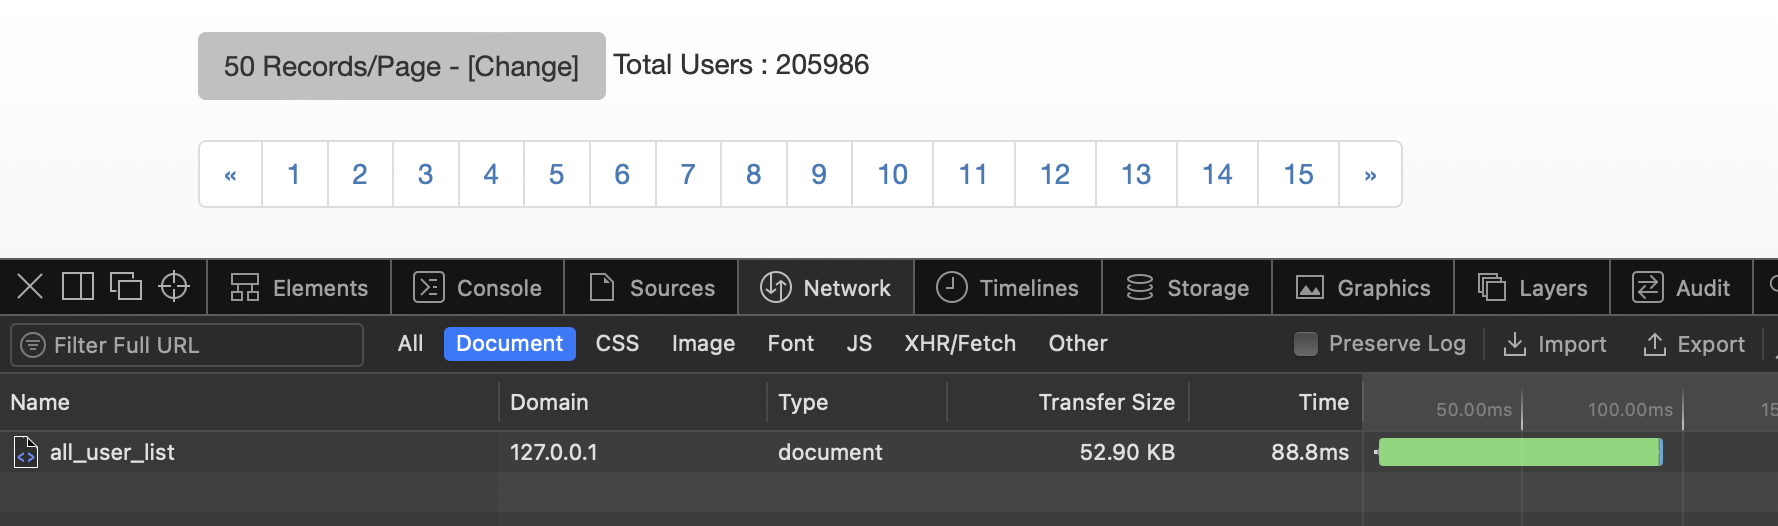 50 Records/Page - [Change] Total Users : 205986
« 1 2 3 4 5 6 7 8 9 10 11 12 13 14 15 »
Elements Console Sources Network Timelines Storage Graphics Layers Audit
Filter Full URL All Document CSS Image Font JS XHR/Fetch Other Preserve Log Import Export
Name Domain Type Transfer Size Time 50.00ms 100.00ms
all_user_list 127.0.0.1 document 52.90 KB 88.8ms